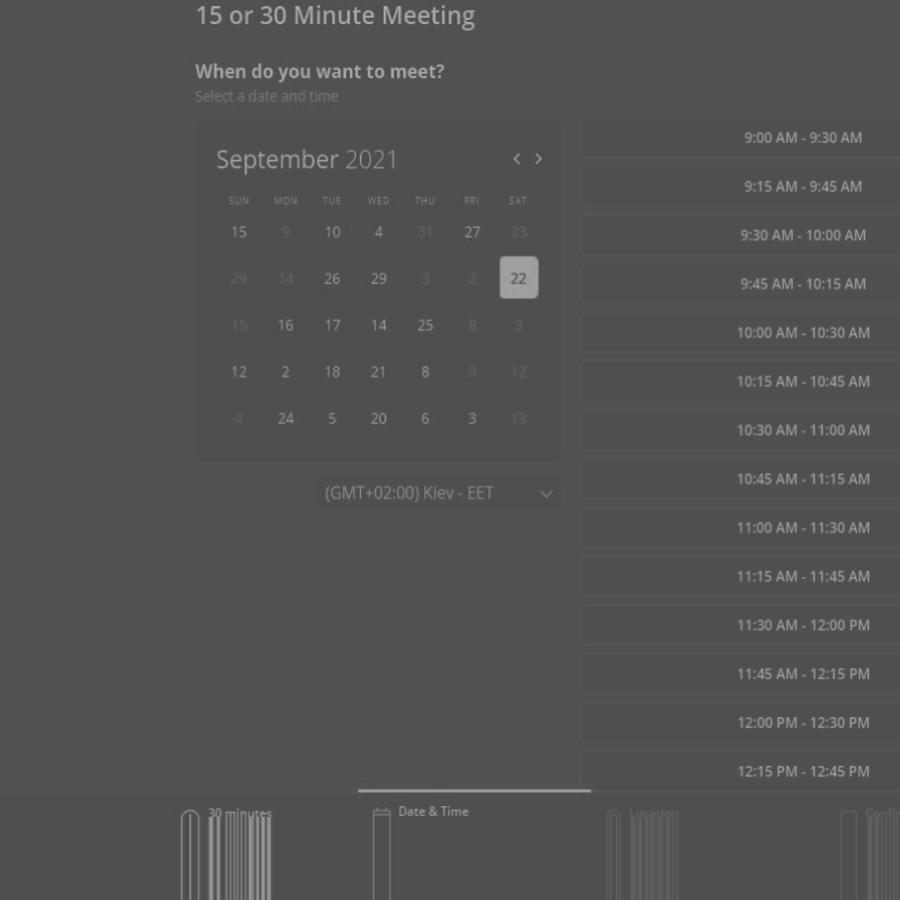 15 or 30 Minute Meeting
When do you want to meet?
Select a date and time
September 2021
SUN MON TUE WED THU FRI SAT
15 9 10 4 31 27 23
29 14 26 29 3 2 22
15 16 17 14 25 8 3
12 2 18 21 8 9 12
4 24 5 20 6 3 19
(GMT+02:00) Kiev - EET
9:00 AM - 9:30 AM
9:15 AM - 9:45 AM
9:30 AM - 10:00 AM
9:45 AM - 10:15 AM
10:00 AM - 10:30 AM
10:15 AM - 10:45 AM
10:30 AM - 11:00 AM
10:45 AM - 11:15 AM
11:00 AM - 11:30 AM
11:15 AM - 11:45 AM
11:30 AM - 12:00 PM
11:45 AM - 12:15 PM
12:00 PM - 12:30 PM
12:15 PM - 12:45 PM
30 minutes Date & Time Location Confi